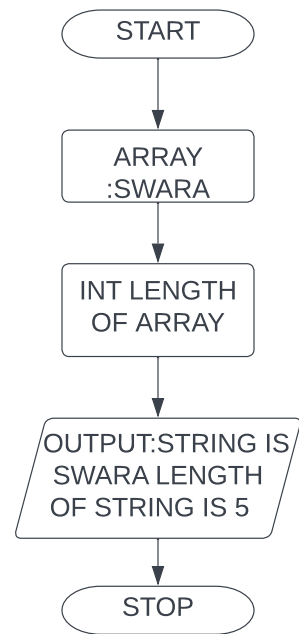 START
ARRAY
:SWARA
INT LENGTH
OF ARRAY
OUTPUT:STRING IS
SWARA LENGTH
OF STRING IS 5
STOP